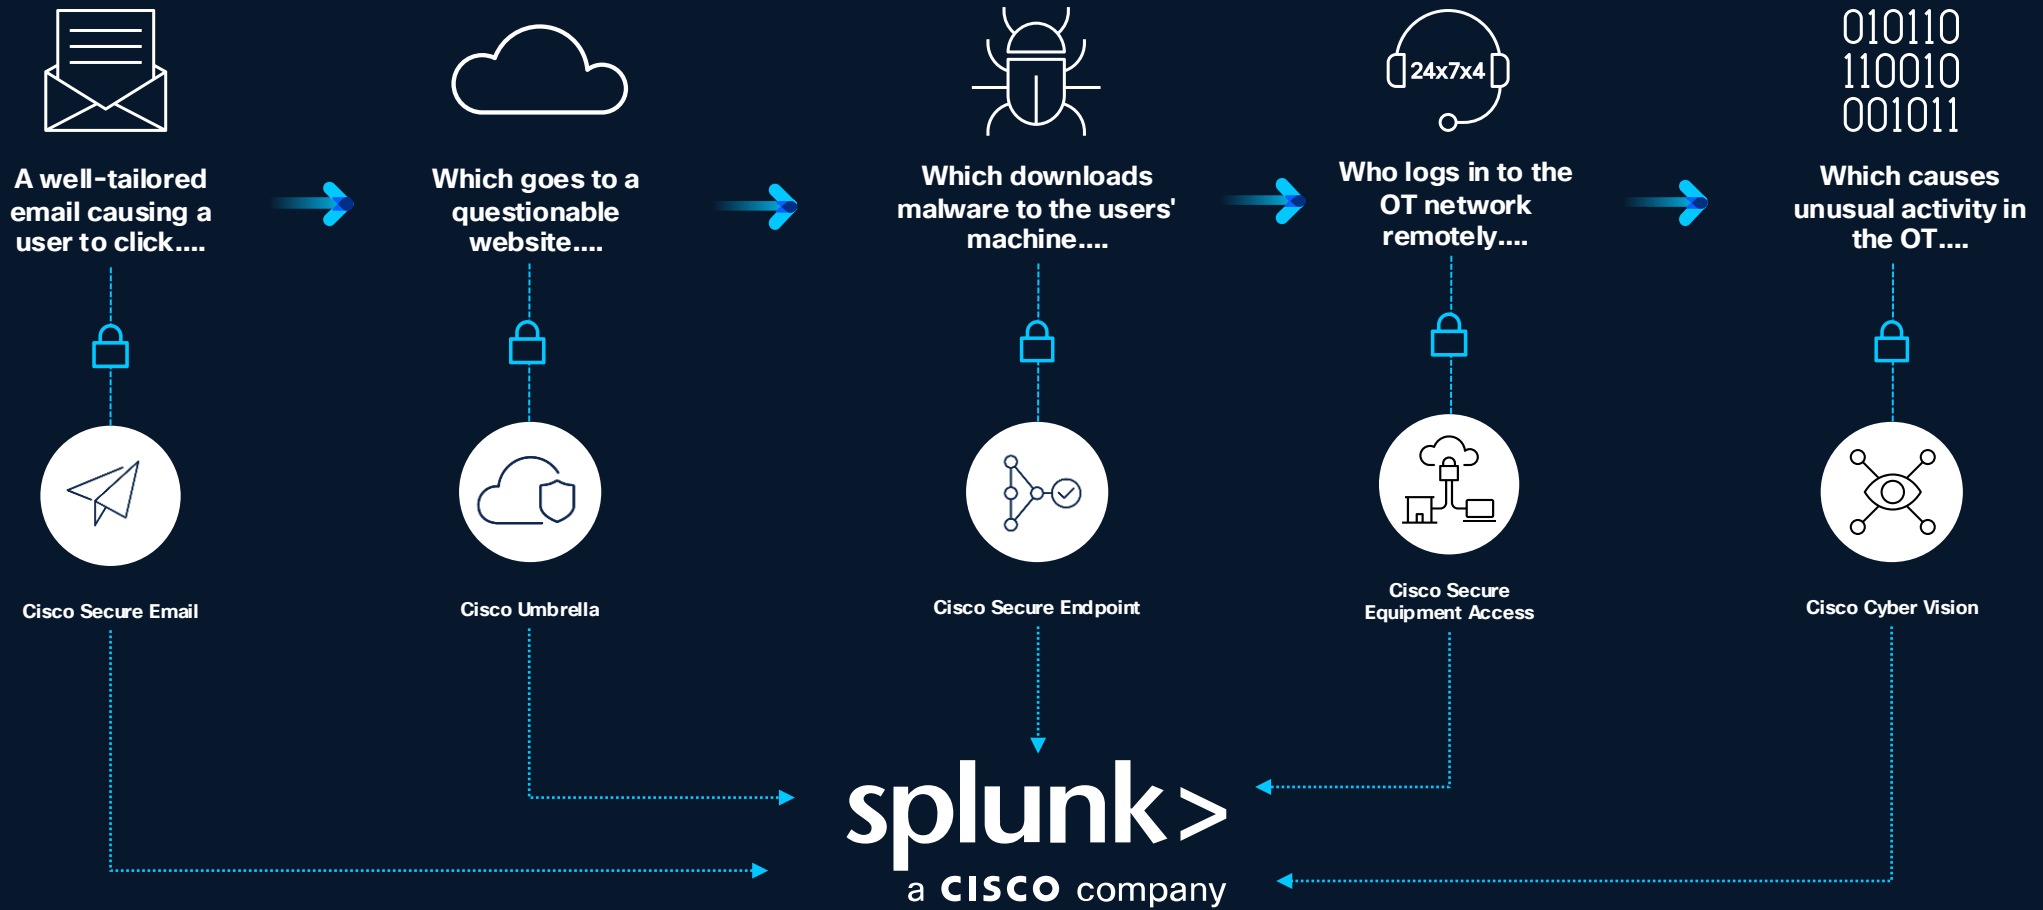 24x7x4
010110
110010
001011
A well-tailored
email causing a
user to click....
Which goes to a
questionable
website....
Which downloads
malware to the users'
machine....
Who logs in to the
OT network
remotely....
Which causes
unusual activity in
the OT....
Cisco Secure Email
Cisco Umbrella
Cisco Secure Endpoint
Cisco Secure
Equipment Access
Cisco Cyber Vision
splunk>
a CISCO company